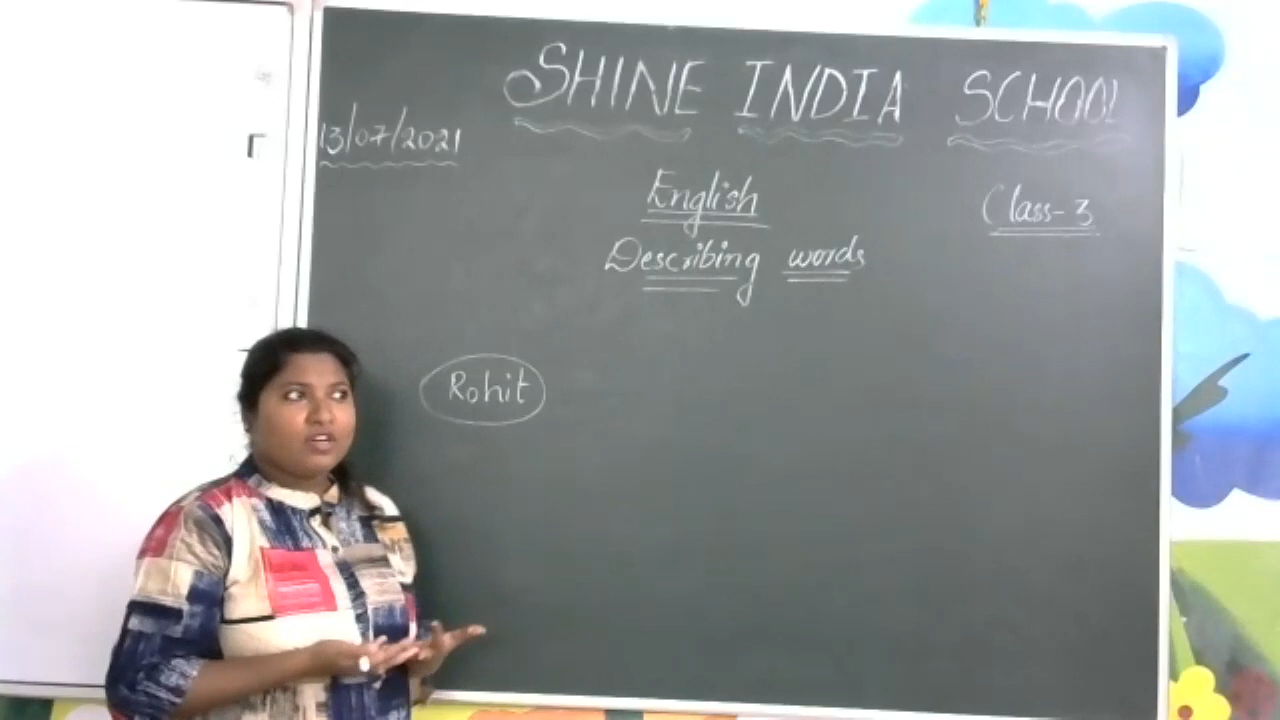 SHINE INDIA SCHOOL
13/07/2021
English
Class-3
Describing words
Rohit